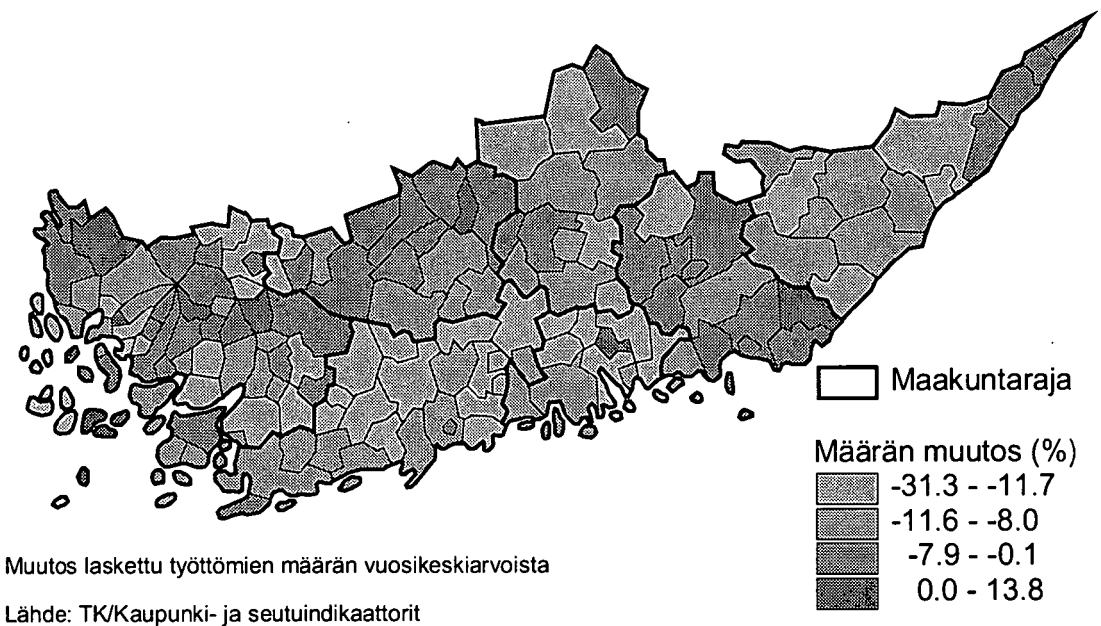 Maakuntaraja
Määrän muutos (%)
-31.3 - -11.7
-11.6 - -8.0
-7.9 - -0.1
0.0 - 13.8
Muutos laskettu työttömien määrän vuosikeskiarvoista
Lähde: TK/Kaupunki- ja seutuindikaattorit